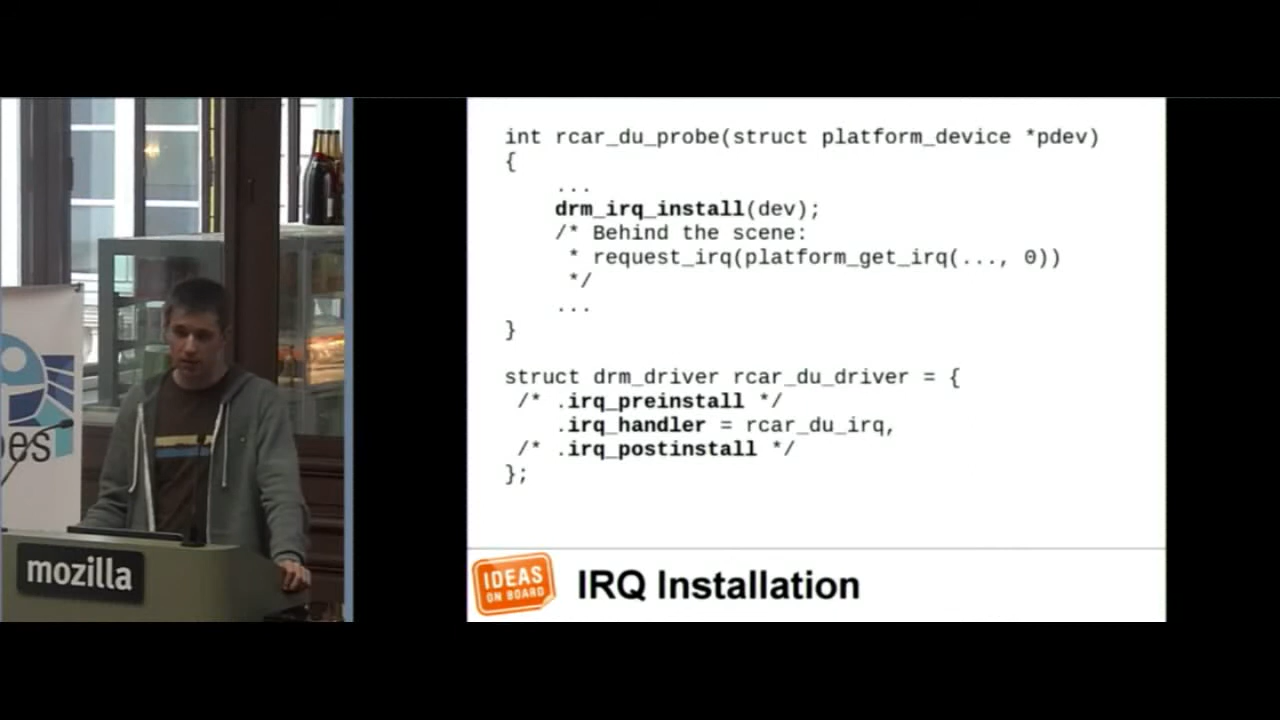 int rcar_du_probe(struct platform_device *pdev)
{
...
drm_irq_install(dev);
/* Behind the scene:
* request_irq(platform_get_irq(..., 0))
*/
...
}
struct drm_driver rcar_du_driver = {
/* .irq_preinstall */
.irq_handler = rcar_du_irq,
/* .irq_postinstall */
};
IDEAS
ON BOARD
IRQ Installation
mozilla